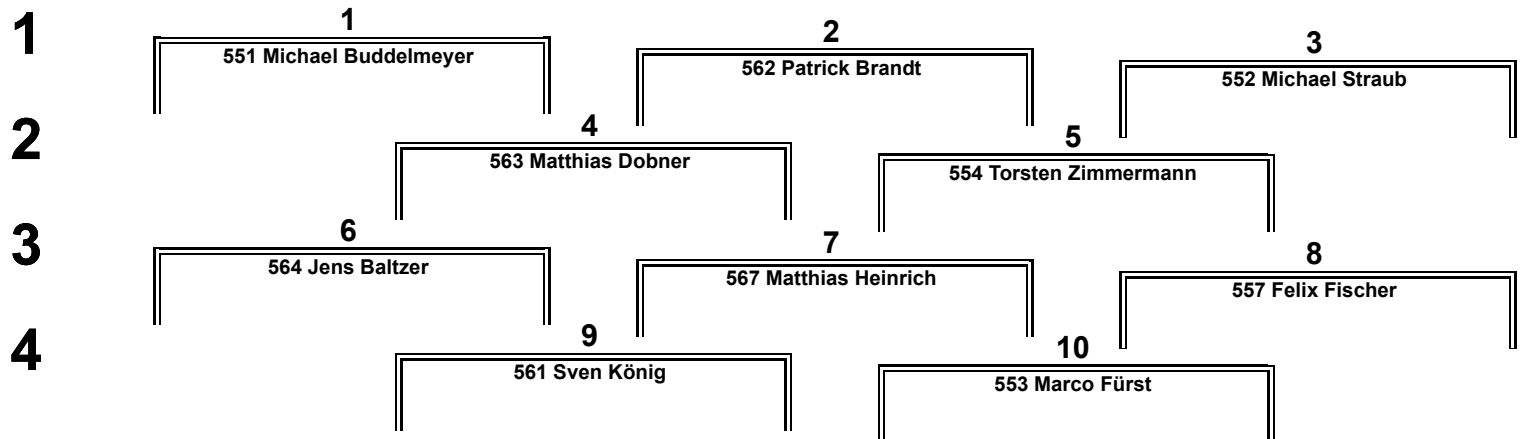 1
1
2
3
551 Michael Buddelmeyer
562 Patrick Brandt
552 Michael Straub
2
4
5
563 Matthias Dobner
554 Torsten Zimmermann
3
6
7
8
564 Jens Baltzer
567 Matthias Heinrich
557 Felix Fischer
4
9
10
561 Sven König
553 Marco Fürst